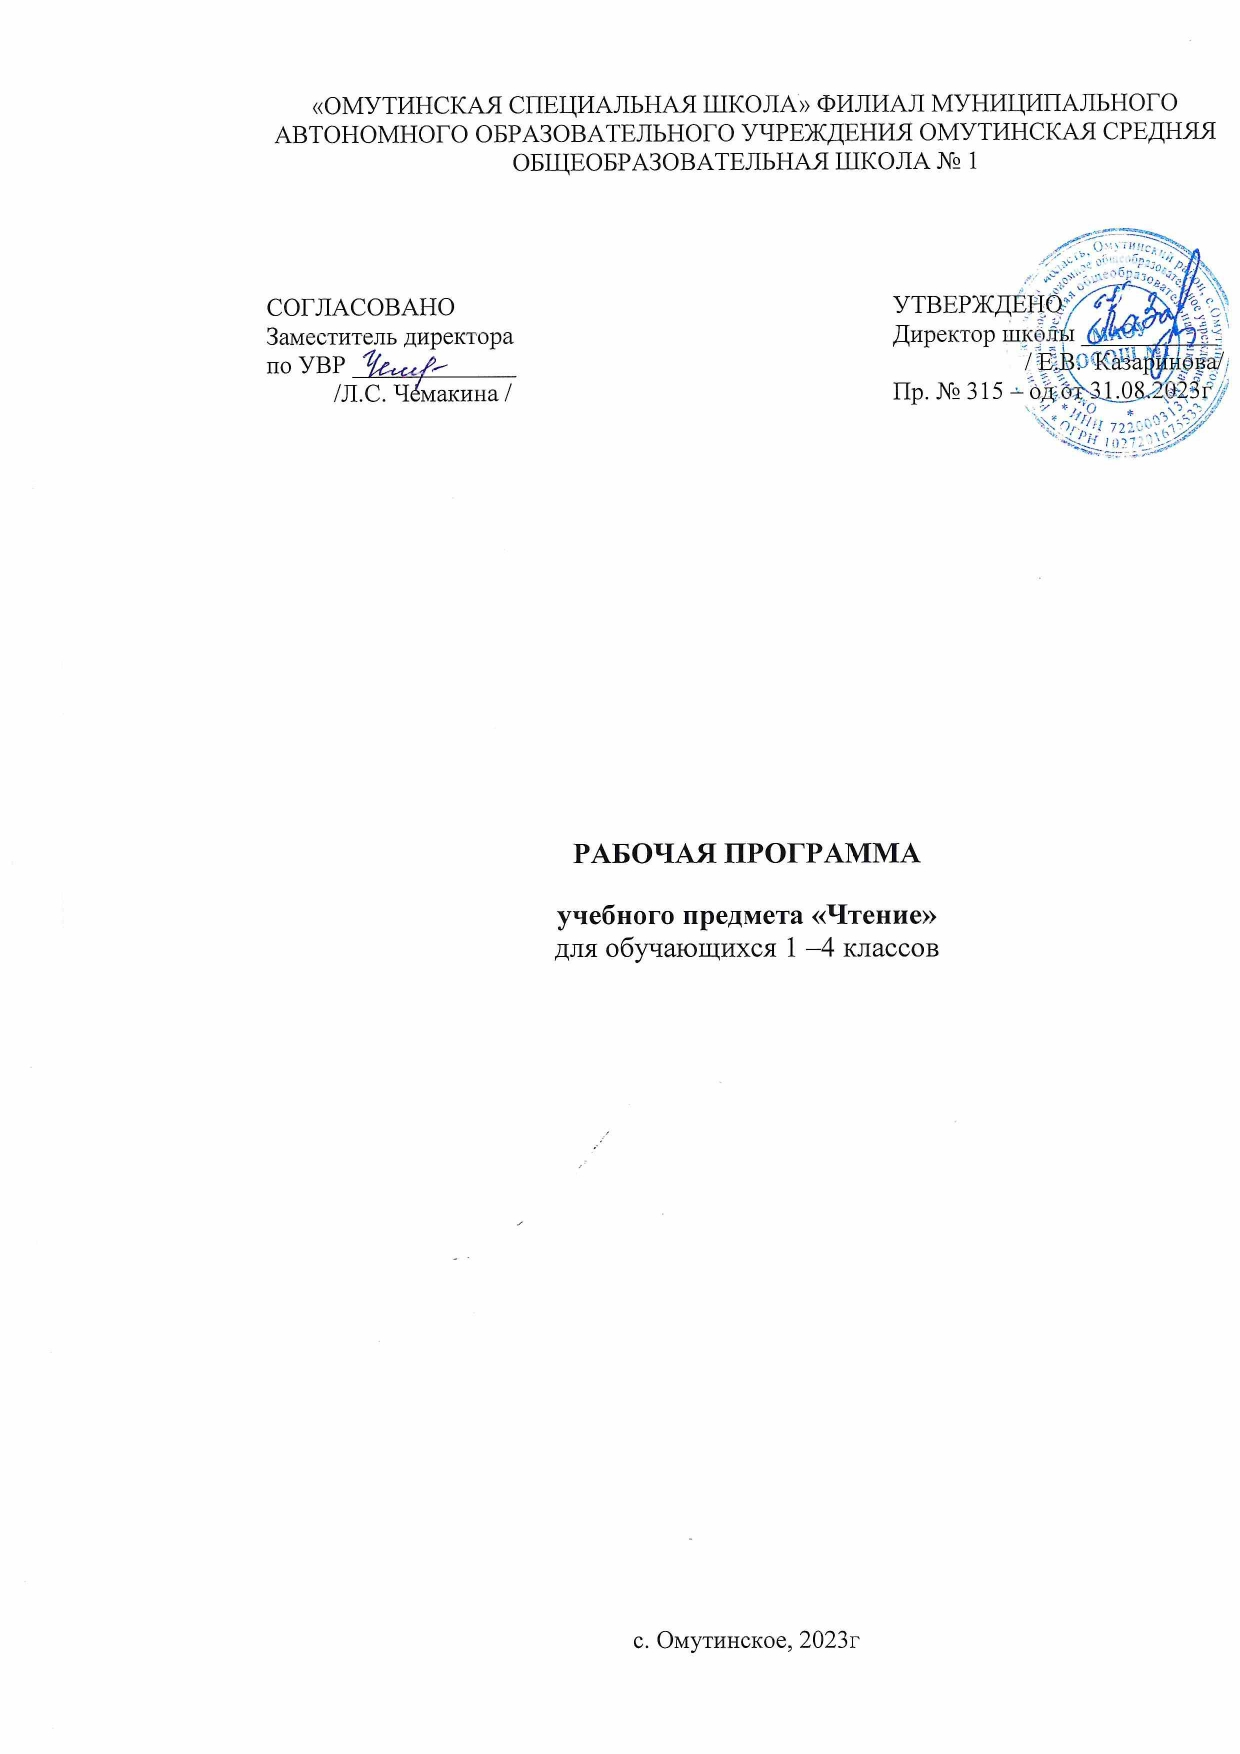 «ОМУТИНСКАЯ СПЕЦИАЛЬНАЯ ШКОЛА» ФИЛИАЛ МУНИЦИПАЛЬНОГО
АВТОНОМНОГО ОБРАЗОВАТЕЛЬНОГО УЧРЕЖДЕНИЯ ОМУТИНСКАЯ СРЕДНЯЯ
ОБЩЕОБРАЗОВАТЕЛЬНАЯ ШКОЛА № 1
СОГЛАСОВАНО
Заместитель директора
по УВР
/Л.С. Чемакина /
УТВЕРЖДЕНО
Директор школы
/ Е.В. Казаринова/
Пр. № 315 – од от 31.08.2023г
РАБОЧАЯ ПРОГРАММА
учебного предмета «Чтение»
для обучающихся 1 –4 классов
с. Омутинское, 2023г